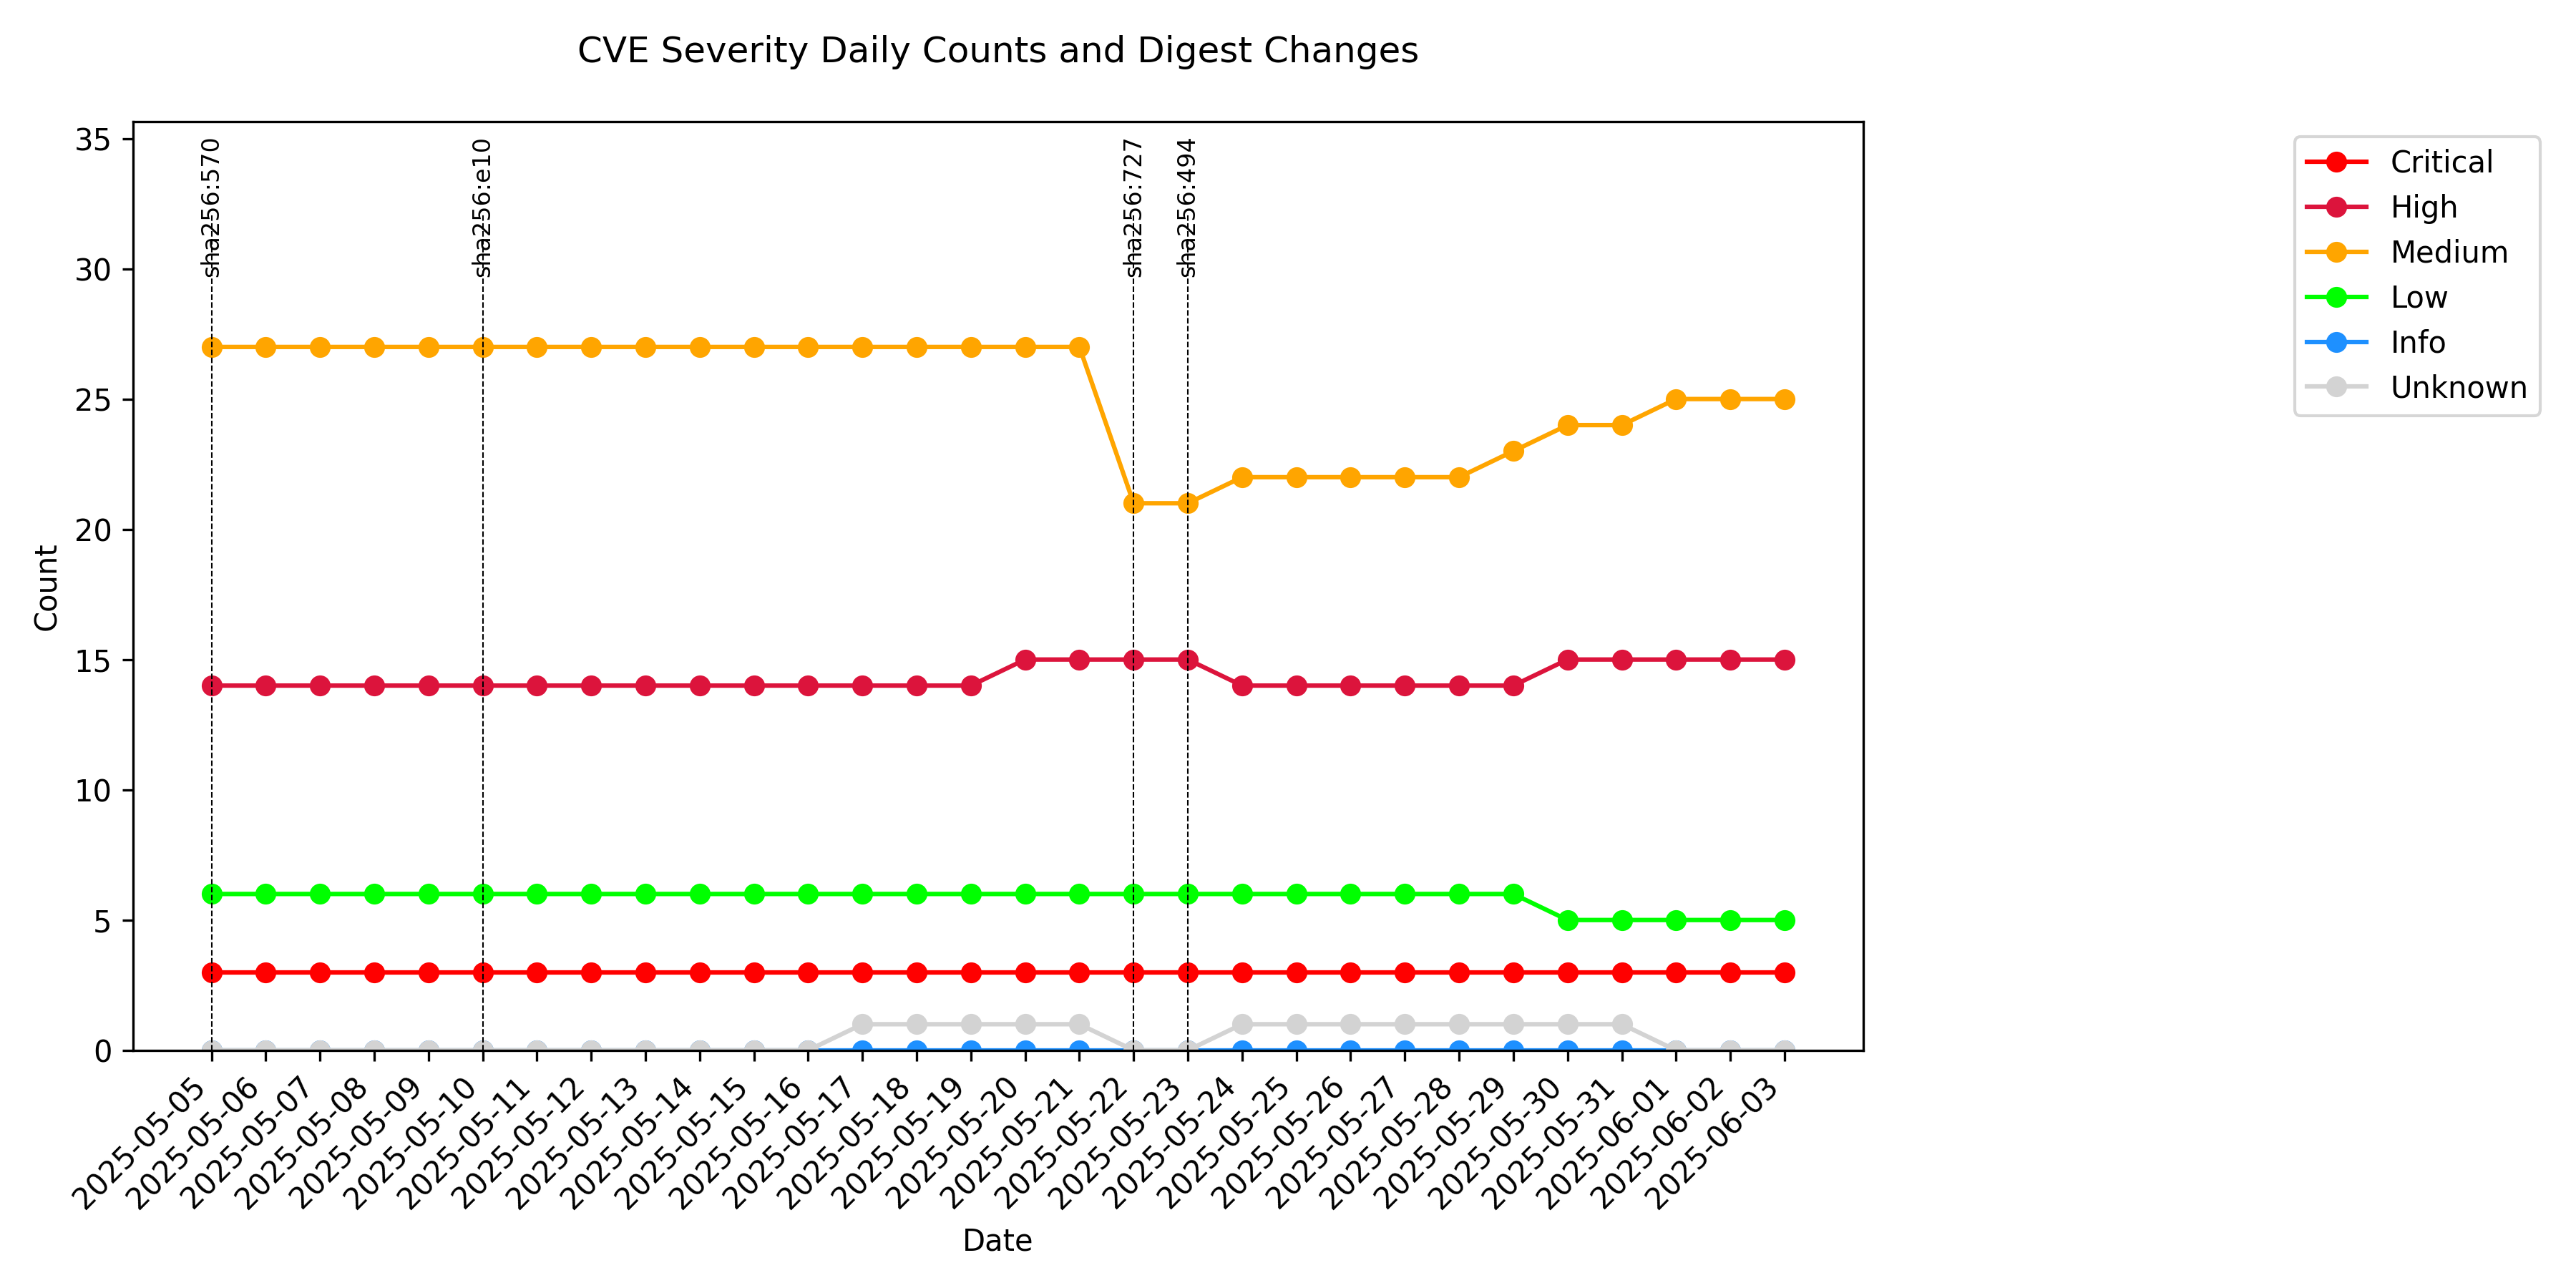 CVE Severity Daily Counts and Digest Changes
35
30
25
20
15
10
5
0
Count
sha256:570
sha256:e10
sha256:727
sha256:494
Critical
High
Medium
Low
Info
Unknown
2025-05-05
2025-05-06
2025-05-07
2025-05-08
2025-05-09
2025-05-10
2025-05-11
2025-05-12
2025-05-13
2025-05-14
2025-05-15
2025-05-16
2025-05-17
2025-05-18
2025-05-19
2025-05-20
2025-05-21
2025-05-22
2025-05-23
2025-05-24
2025-05-25
2025-05-26
2025-05-27
2025-05-28
2025-05-29
2025-05-30
2025-05-31
2025-06-01
2025-06-02
2025-06-03
Date